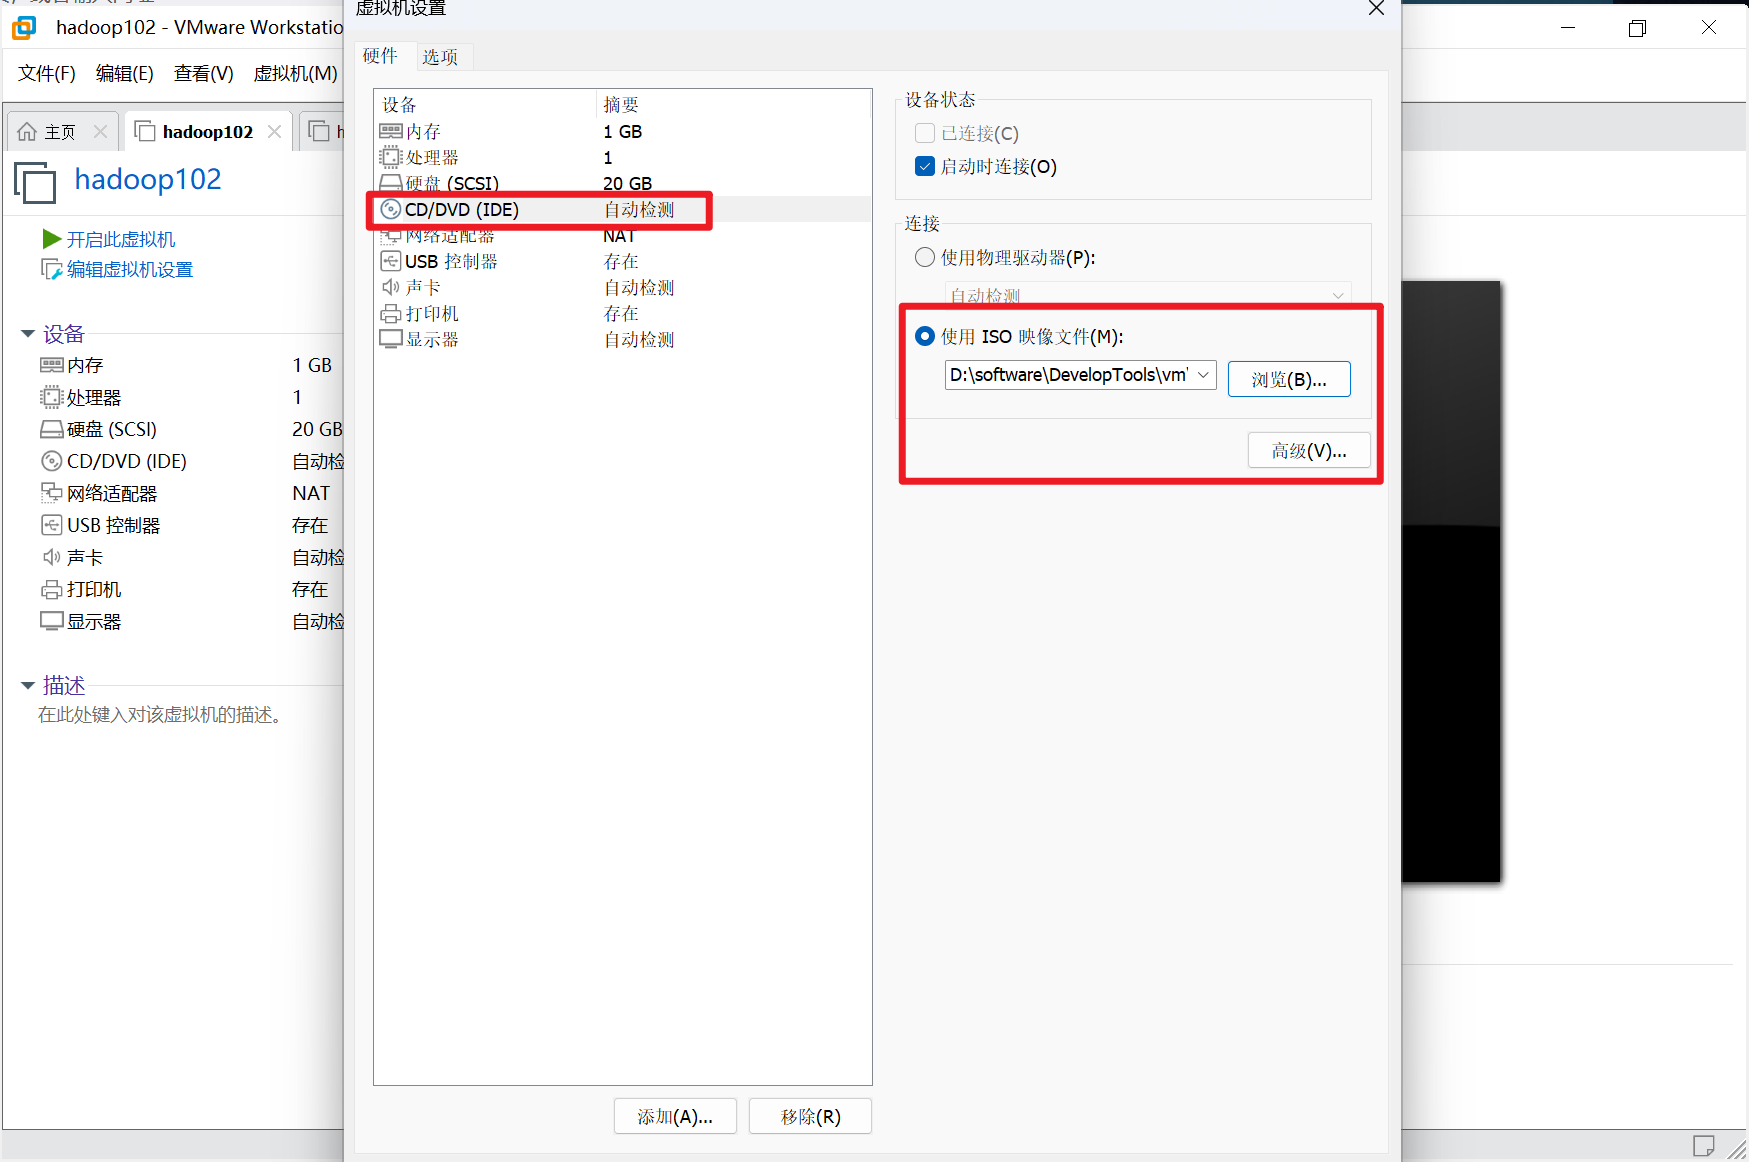 hadoop102 - VMware Workstatio
文件(F) 编辑(E) 查看(V) 虚拟机(M)
主页
hadoop102
h
hadoop102
开启此虚拟机
编辑虚拟机设置
设备
内存 1 GB
处理器 1
硬盘 (SCSI) 20 GB
CD/DVD (IDE) 自动检
网络适配器 NAT
USB 控制器 存在
声卡 自动检
打印机 存在
显示器 自动检
描述
在此处键入对该虚拟机的描述。
虚拟机设置
硬件 选项
设备 摘要
内存 1 GB
处理器 1
硬盘 (SCSI) 20 GB
CD/DVD (IDE) 自动检测
网络适配器 NAT
USB 控制器 存在
声卡 自动检测
打印机 存在
显示器 自动检测
添加(A)... 移除(R)
设备状态
已连接(C)
启动时连接(O)
连接
使用物理驱动器(P):
自动检测
使用 ISO 映像文件(M):
D:\software\DevelopTools\vm
浏览(B)...
高级(V)...